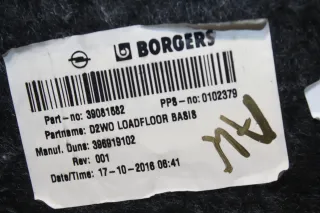 BORGERS
Part-no: 39081582 PPS-no: 0102379
Partname: D2WO LOADFLOOR BASIS
Manuf. Duns: 396919102
Rev: 001
Date/Time: 17-10-2016 06:41